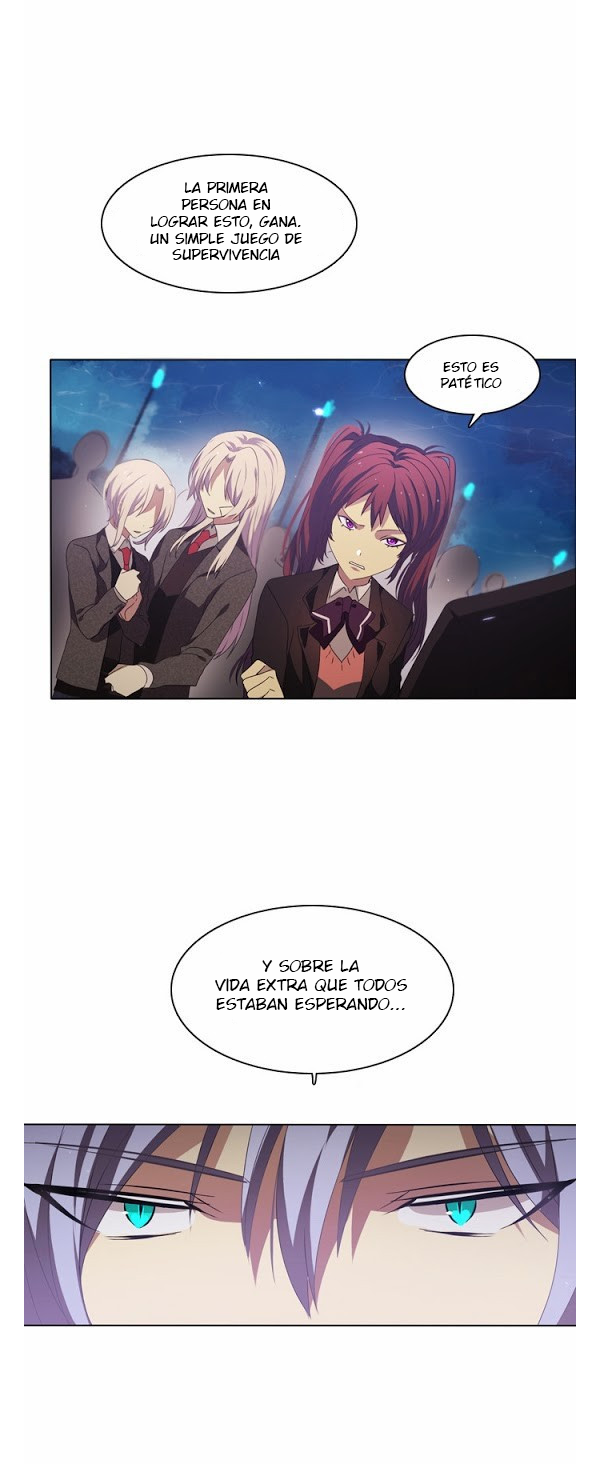 LA PRIMERA
PERSONA EN
LOGRAR ESTO, GANA.
UN SIMPLE JUEGO DE
SUPERVIVENCIA
ESTO ES
PATÉTICO
Y SOBRE LA
VIDA EXTRA QUE TODOS
ESTABAN ESPERANDO...